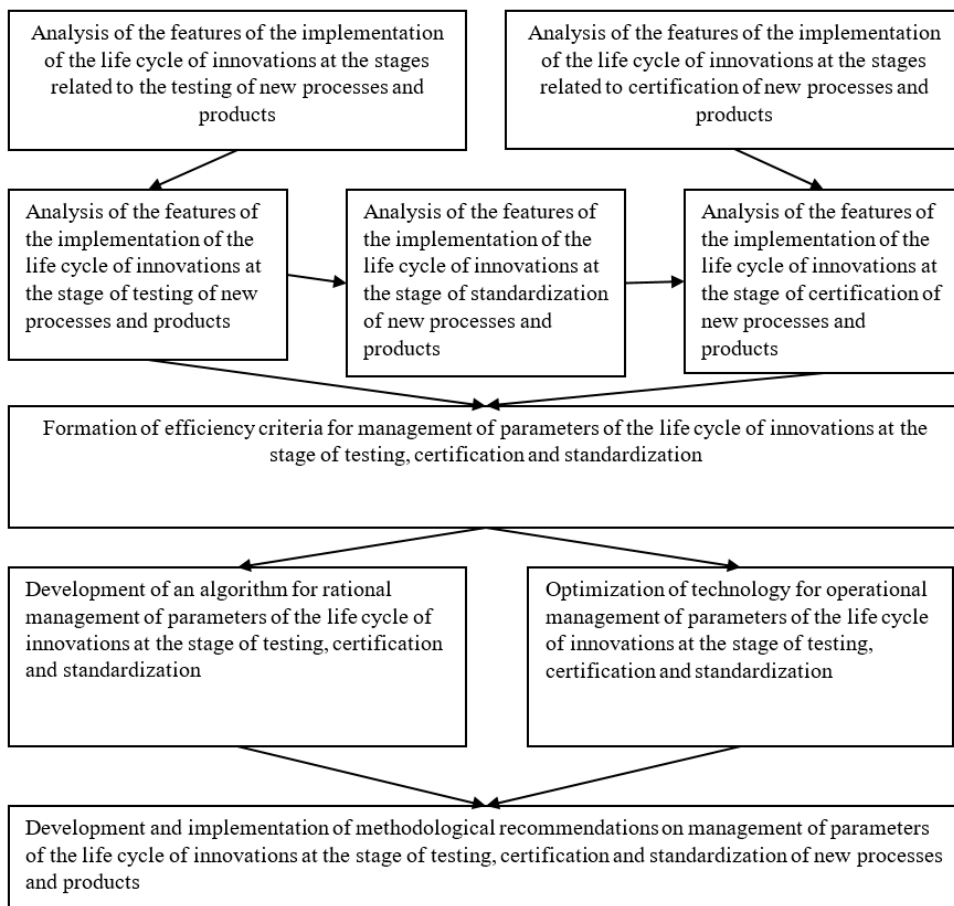 Analysis of the features of the implementation
of the life cycle of innovations at the stages
related to the testing of new processes and
products
Analysis of the features of the implementation
of the life cycle of innovations at the stages
related to certification of new processes and
products
Analysis of the features of
the implementation of the
life cycle of innovations at
the stage of testing of new
processes and products
Analysis of the features of
the implementation of the
life cycle of innovations at
the stage of standardization
of new processes and
products
Analysis of the features of
the implementation of the
life cycle of innovations at
the stage of certification of
new processes and
products
Formation of efficiency criteria for management of parameters of the life cycle of innovations at the
stage of testing, certification and standardization
Development of an algorithm for rational
management of parameters of the life cycle of
innovations at the stage of testing, certification
and standardization
Optimization of technology for operational
management of parameters of the life cycle
of innovations at the stage of testing,
certification and standardization
Development and implementation of methodological recommendations on management of parameters
of the life cycle of innovations at the stage of testing, certification and standardization of new processes
and products